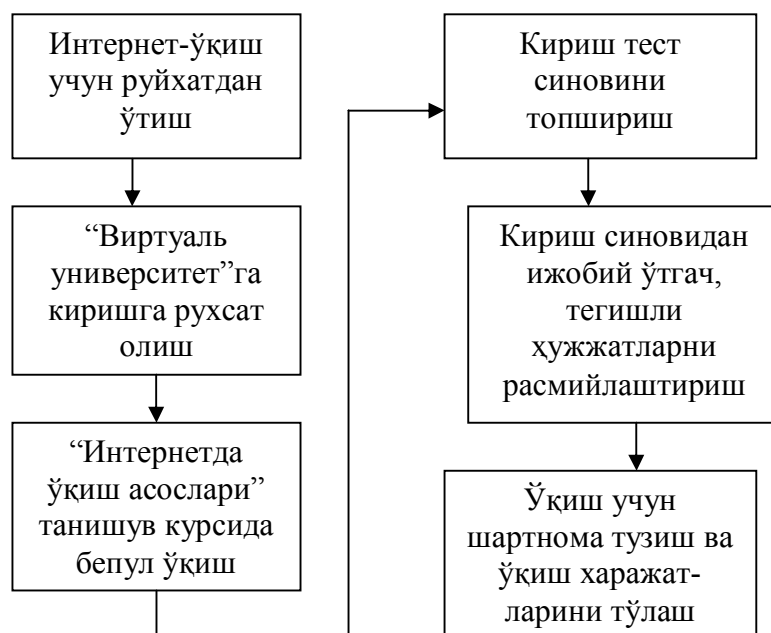 Интернет-ўқиш
учун руйхатдан
ўтиш
“Виртуаль
университет”га
киришга рухсат
олиш
“Интернетда
ўқиш асослари”
танишув курсида
бепул ўқиш
Кириш тест
синовини
топшириш
Кириш синовидан
ижобий ўтгач,
тегишли
ҳужжатларни
расмийлаштириш
Ўқиш учун
шартнома тузиш ва
ўқиш харажат-
ларини тўлаш